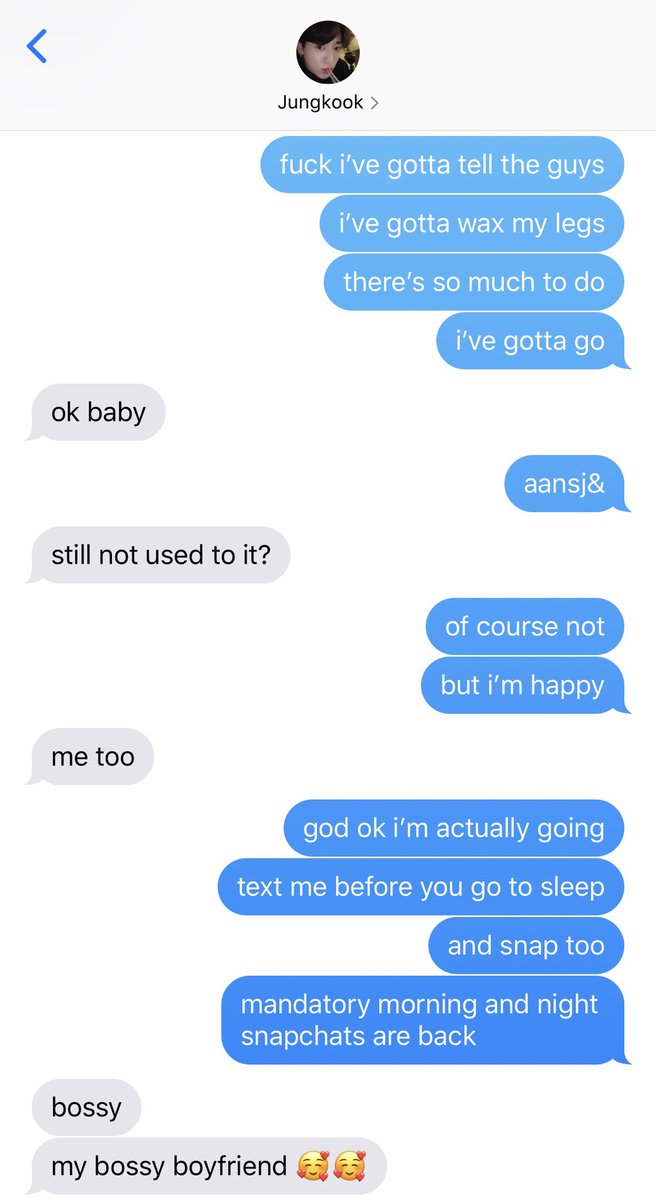 Jungkook
fuck i’ve gotta tell the guys
i’ve gotta wax my legs
there’s so much to do
i’ve gotta go
ok baby
aansj&
still not used to it?
of course not
but i’m happy
me too
god ok i’m actually going
text me before you go to sleep
and snap too
mandatory morning and night
snapchats are back
bossy
my bossy boyfriend 🥰🥰